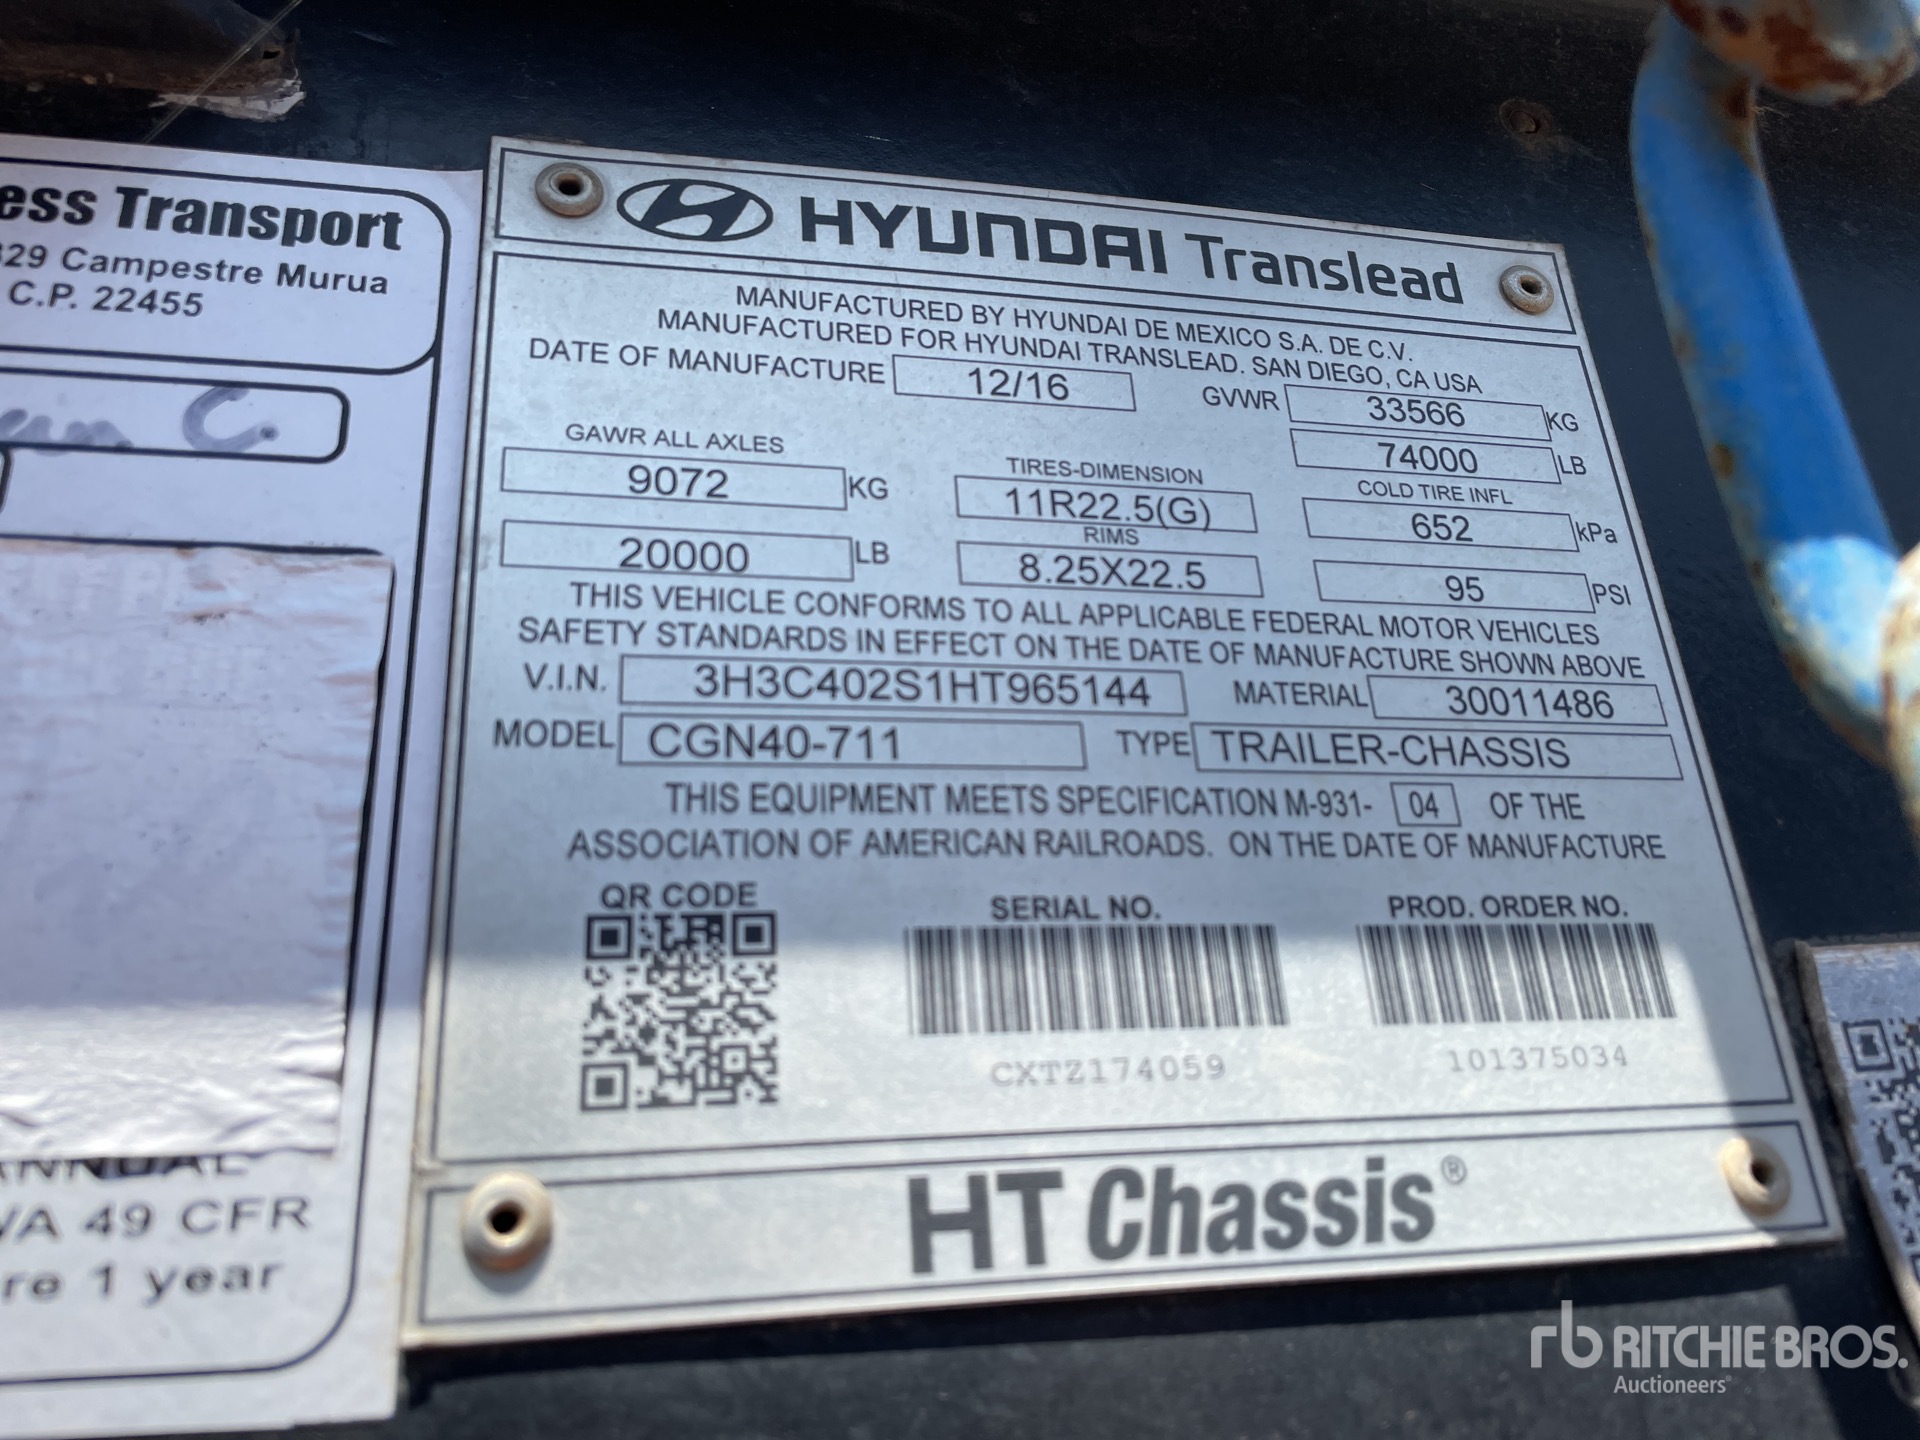 ess Transport
329 Campestre Murua
C.P. 22455
C.
ANNUAL
49 CFR
re 1 year
HYUNDAI Translead
MANUFACTURED BY HYUNDAI DE MEXICO S.A. DE C.V.
MANUFACTURED FOR HYUNDAI TRANSLEAD. SAN DIEGO, CA USA
DATE OF MANUFACTURE 12/16 GVWR 33566 KG
74000 LB
GAWR ALL AXLES TIRES-DIMENSION COLD TIRE INFL
9072 KG 11R22.5(G) 652 kPa
RIMS
20000 LB 8.25X22.5 95 PSI
THIS VEHICLE CONFORMS TO ALL APPLICABLE FEDERAL MOTOR VEHICLES
SAFETY STANDARDS IN EFFECT ON THE DATE OF MANUFACTURE SHOWN ABOVE
V.I.N. 3H3C402S1HT965144 MATERIAL 30011486
MODEL CGN40-711 TYPE TRAILER-CHASSIS
THIS EQUIPMENT MEETS SPECIFICATION M-931- 04 OF THE
ASSOCIATION OF AMERICAN RAILROADS. ON THE DATE OF MANUFACTURE
QR CODE SERIAL NO. PROD. ORDER NO.
CXTZ174059 101375034
HT Chassis®
rb RITCHIE BROS.
Auctioneers